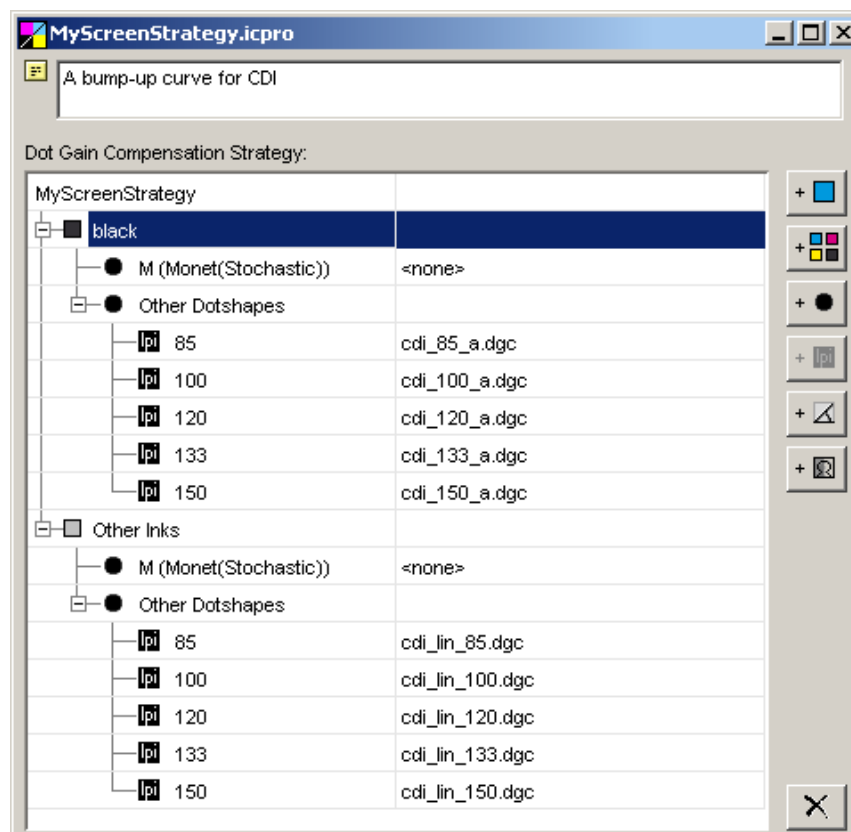 MyScreenStrategy.icpro
A bump-up curve for CDI
Dot Gain Compensation Strategy:
MyScreenStrategy
black
M (Monet(Stochastic)) <none>
Other Dotshapes
lpi 85 cdi_85_a.dgc
lpi 100 cdi_100_a.dgc
lpi 120 cdi_120_a.dgc
lpi 133 cdi_133_a.dgc
lpi 150 cdi_150_a.dgc
Other Inks
M (Monet(Stochastic)) <none>
Other Dotshapes
lpi 85 cdi_lin_85.dgc
lpi 100 cdi_lin_100.dgc
lpi 120 cdi_lin_120.dgc
lpi 133 cdi_lin_133.dgc
lpi 150 cdi_lin_150.dgc
+
+
+
+ lpi
+
+